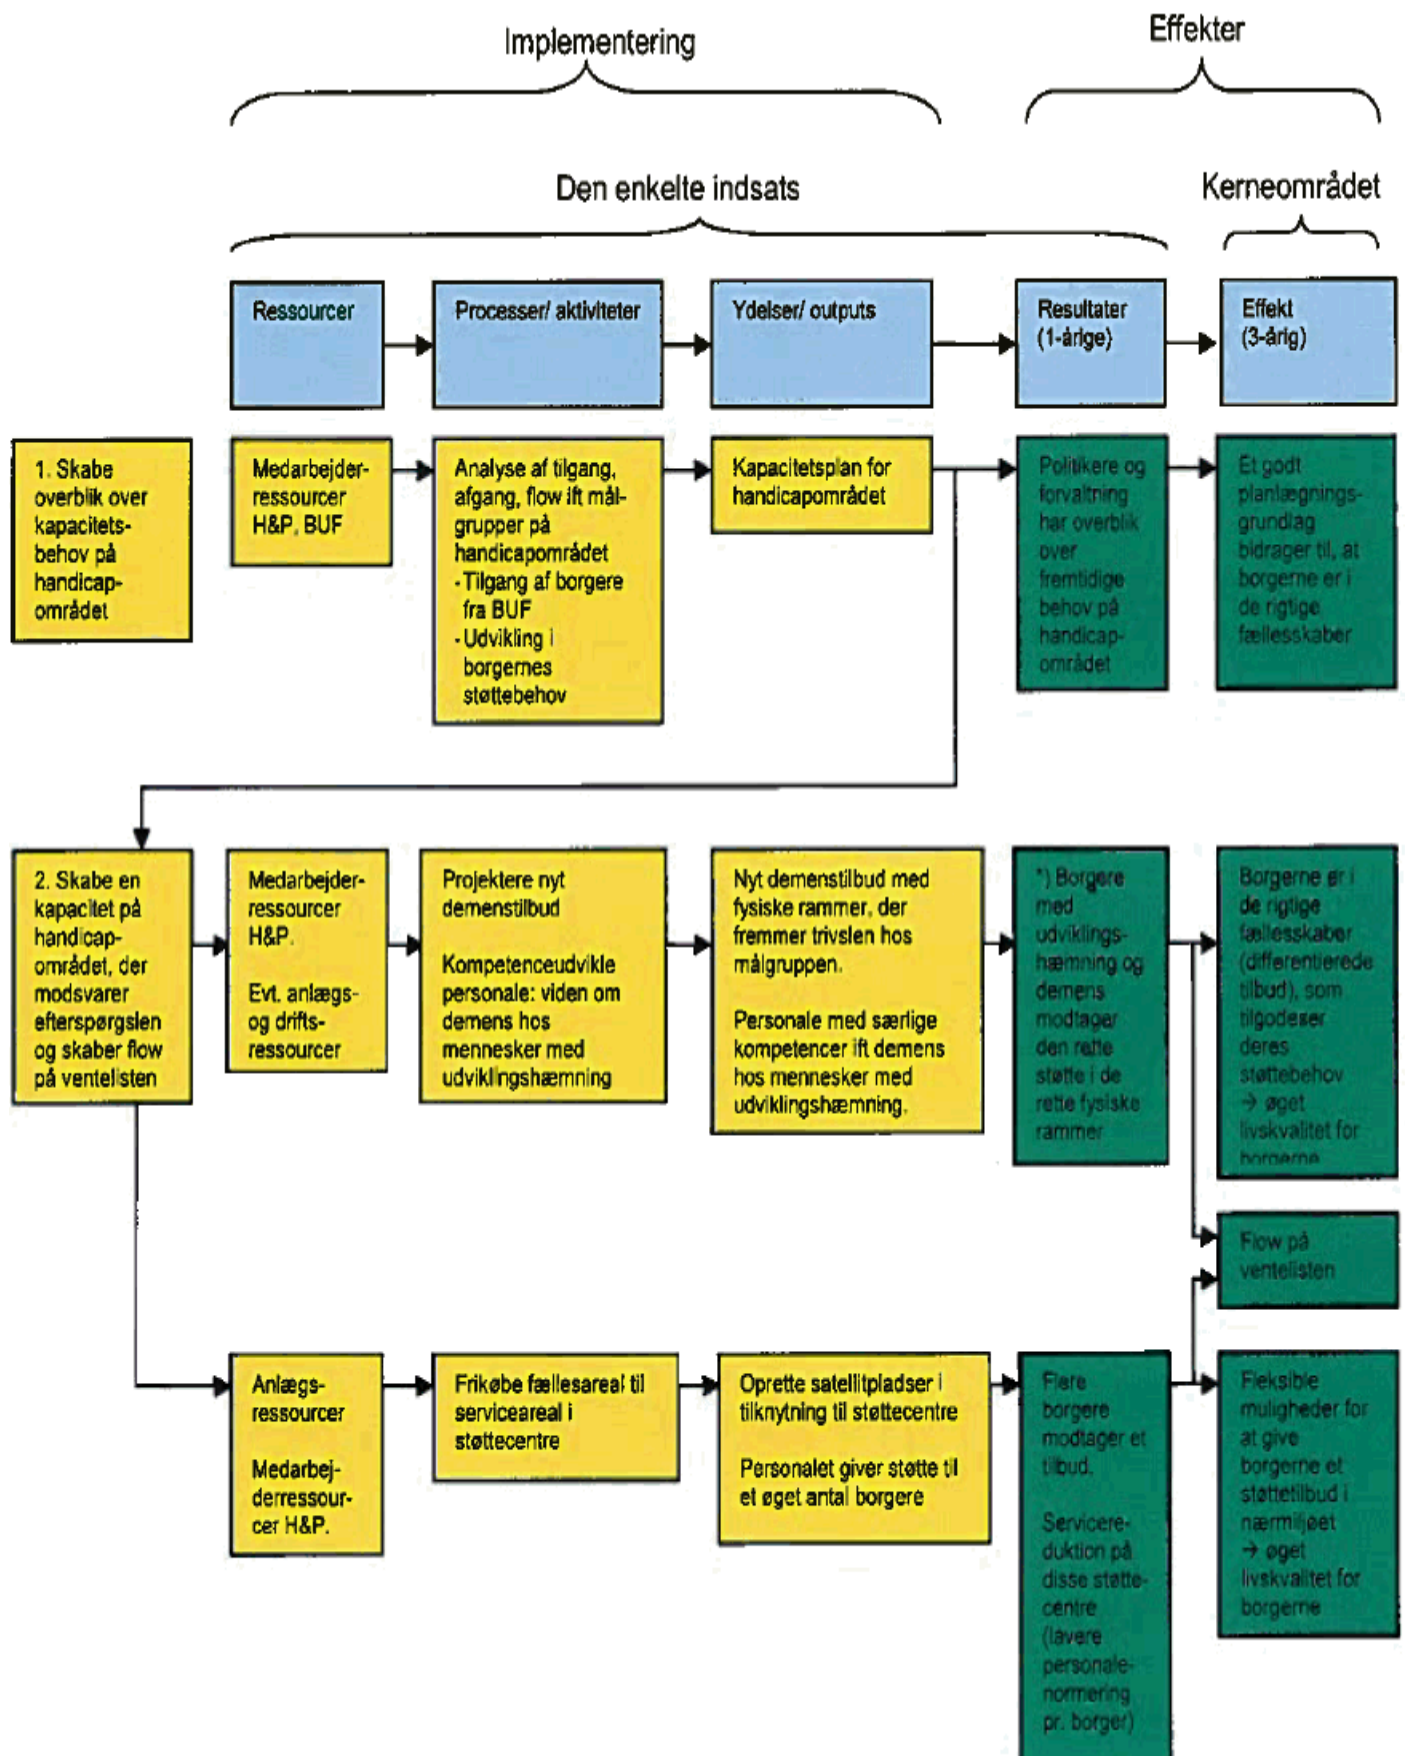 Implementering
Effekter
Den enkelte indsats
Kerneområdet
Ressourcer
Processer/ aktiviteter
Ydelser/ outputs
Resultater
(1-årige)
Effekt
(3-årig)
1. Skabe
overblik over
kapacitets-
behov på
handicap-
området
Medarbejder-
ressourcer
H&P, BUF
Analyse af tilgang,
afgang, flow ift mål-
grupper på
handicapområdet
- Tilgang af borgere
fra BUF
- Udvikling i
borgernes
støttebehov
Kapacitetsplan for
handicapområdet
Politikere og
forvaltning
har overblik
over
fremtidige
behov på
handicap-
området
Et godt
planlægnings-
grundlag
bidrager til, at
borgerne er i
de rigtige
fællesskaber
2. Skabe en
kapacitet på
handicap-
området, der
modsvarer
efterspørgslen
og skaber flow
på ventelisten
Medarbejder-
ressourcer
H&P.
Evt. anlægs-
og drifts-
ressourcer
Projektere nyt
demenstilbud
Kompetenceudvikle
personale: viden om
demens hos
mennesker med
udviklingshæmning
Nyt demenstilbud med
fysiske rammer, der
fremmer trivslen hos
målgruppen.
Personale med særlige
kompetencer ift demens
hos mennesker med
udviklingshæmning.
*) Borgere
med
udviklings-
hæmning og
demens
modtager
den rette
støtte i de
rette fysiske
rammer
Borgerne er i
de rigtige
fællesskaber
(differentierede
tilbud), som
tilgodeser
deres
støttebehov
→ øget
livskvalitet for
borgerne
Flow på
ventelisten
Anlægs-
ressourcer
Medarbej-
derressour-
cer H&P.
Frikøbe fællesareal til
serviceareal i
støttecentre
Oprette satellitpladser i
tilknytning til støttecentre
Personalet giver støtte til
et øget antal borgere
Flere
borgere
modtager et
tilbud.
Servicere-
duktion på
disse støtte-
centre
(lavere
personale-
normering
pr. borger)
Fleksible
muligheder for
at give
borgerne et
støttetilbud i
nærmiljøet
→ øget
livskvalitet for
borgerne